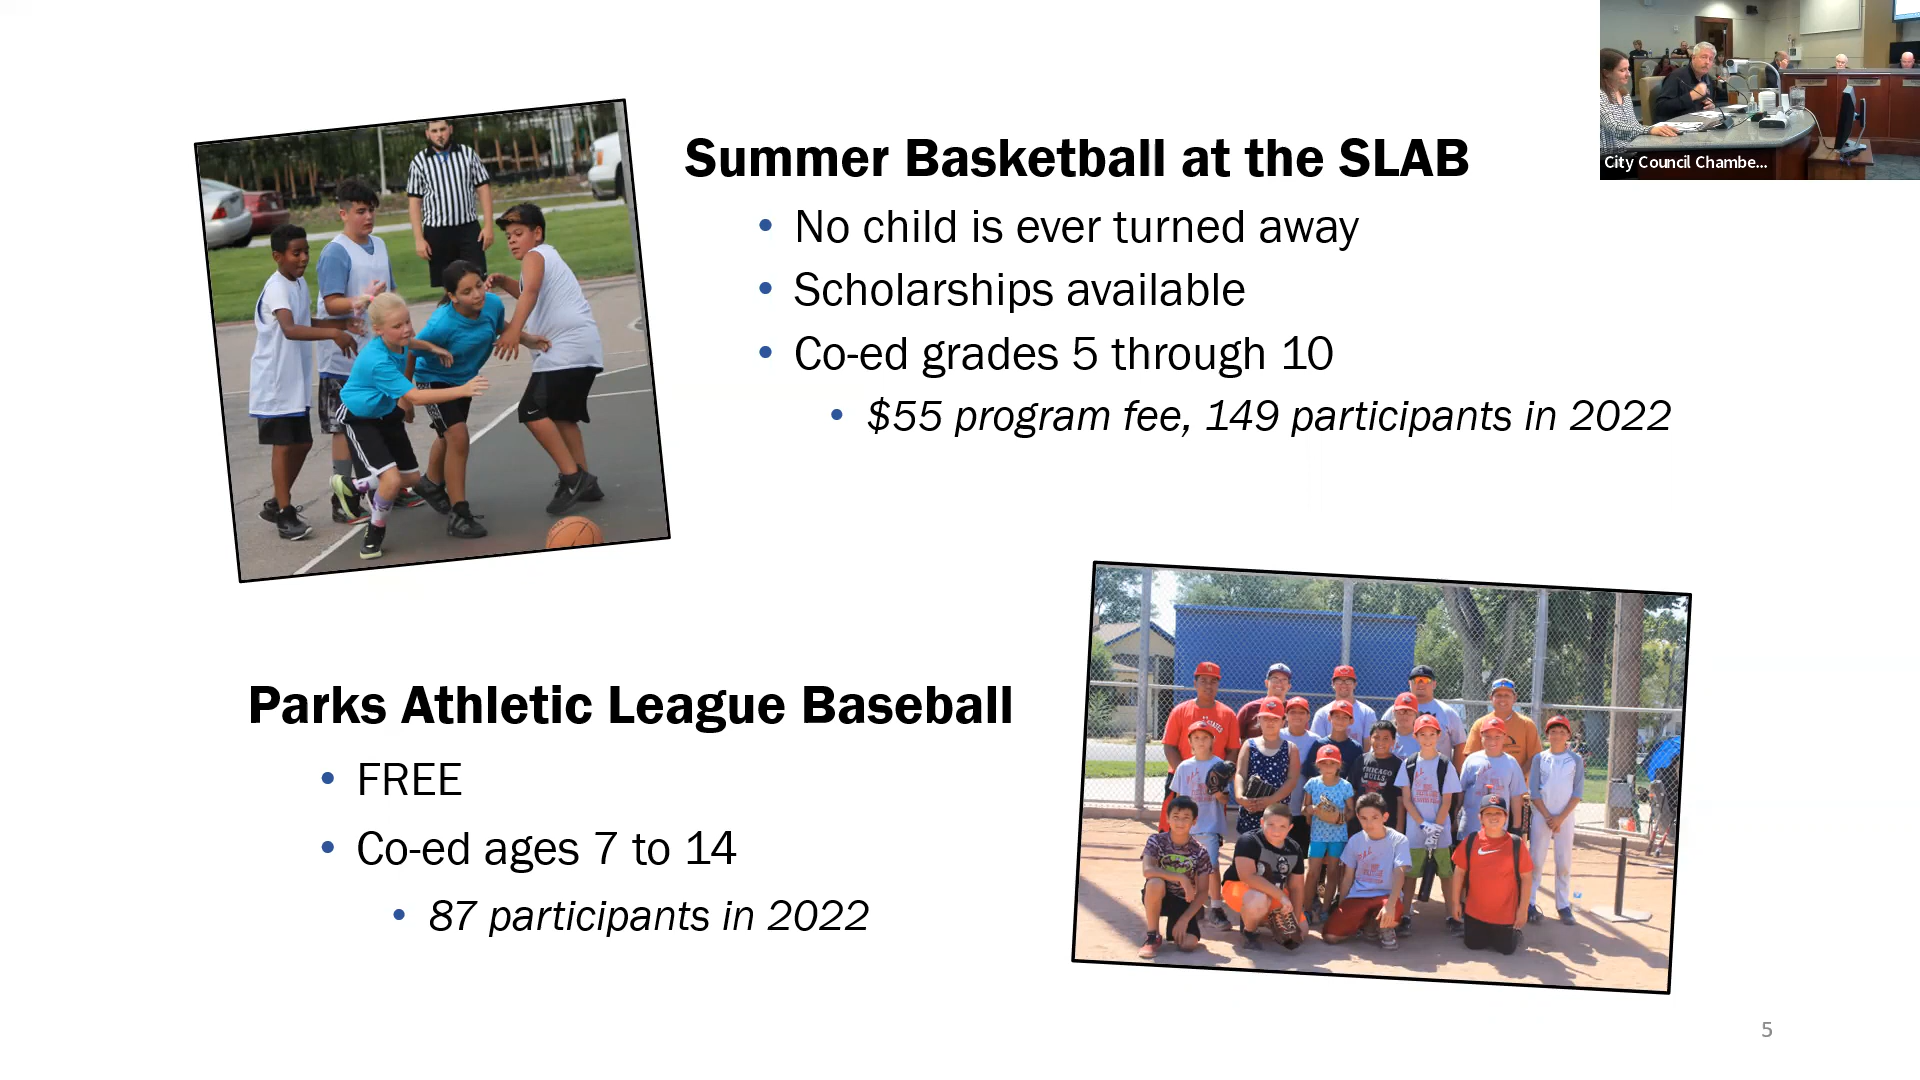 City Council Chambe...
Summer Basketball at the SLAB
• No child is ever turned away
• Scholarships available
• Co-ed grades 5 through 10
• $55 program fee, 149 participants in 2022
CHICAGO
BULLS
Parks Athletic League Baseball
• FREE
• Co-ed ages 7 to 14
• 87 participants in 2022
5